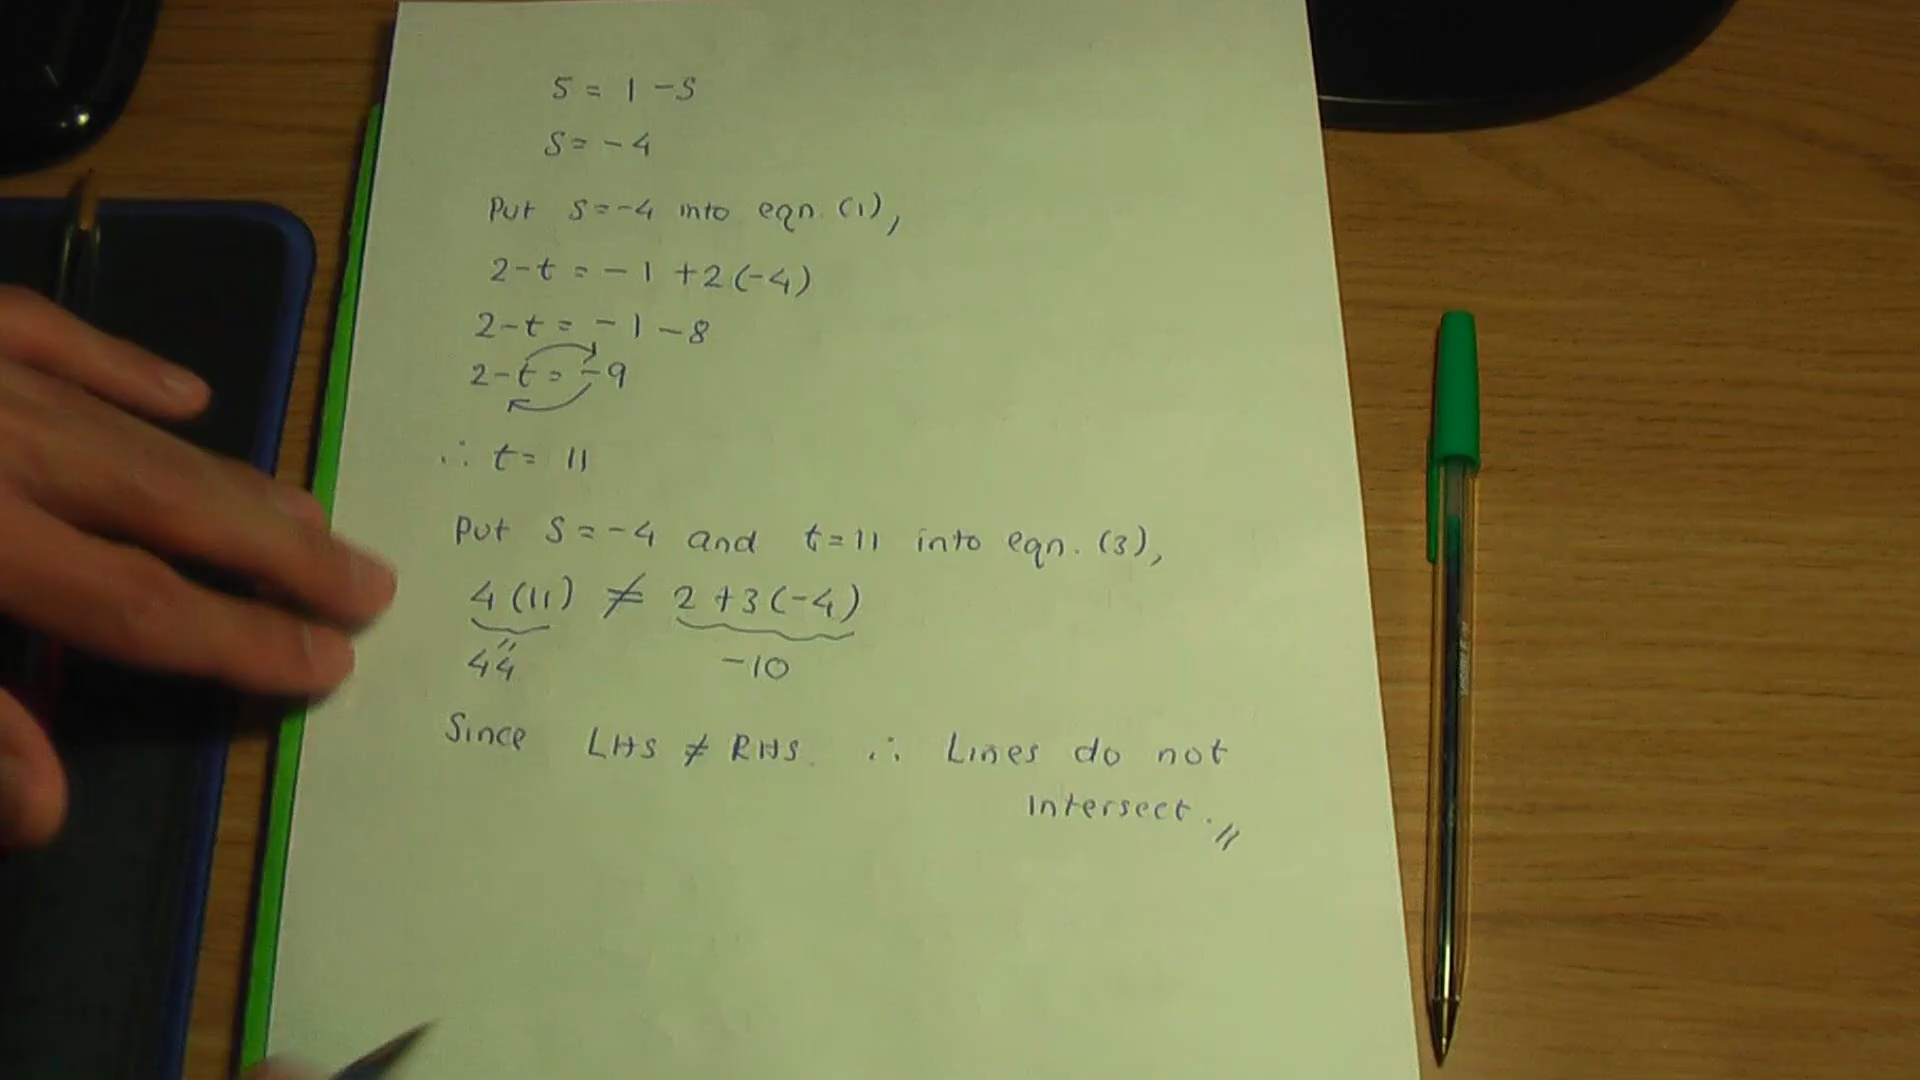 5 = 1 - s
s = - 4
Put s = -4 into eqn. (1),
2 - t = - 1 + 2 (-4)
2 - t = - 1 - 8
2 - t = - 9
∴ t = 11
Put s = -4 and t = 11 into eqn. (3),
4 (11) ≠ 2 + 3 (-4)
44 -10
Since LHS ≠ RHS. ∴ Lines do not
intersect.